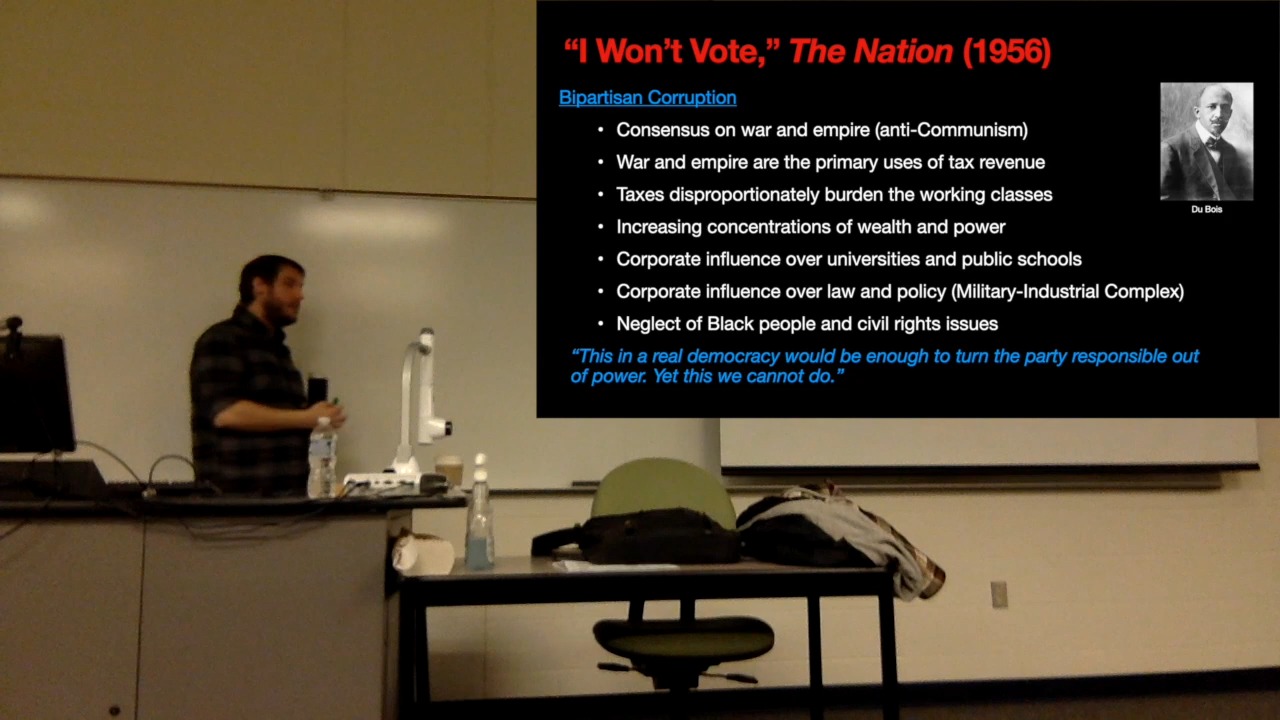 “I Won’t Vote,” The Nation (1956)
Bipartisan Corruption
• Consensus on war and empire (anti-Communism)
• War and empire are the primary uses of tax revenue
• Taxes disproportionately burden the working classes
• Increasing concentrations of wealth and power
• Corporate influence over universities and public schools
• Corporate influence over law and policy (Military-Industrial Complex)
• Neglect of Black people and civil rights issues
“This in a real democracy would be enough to turn the party responsible out
of power. Yet this we cannot do.”
Du Bois